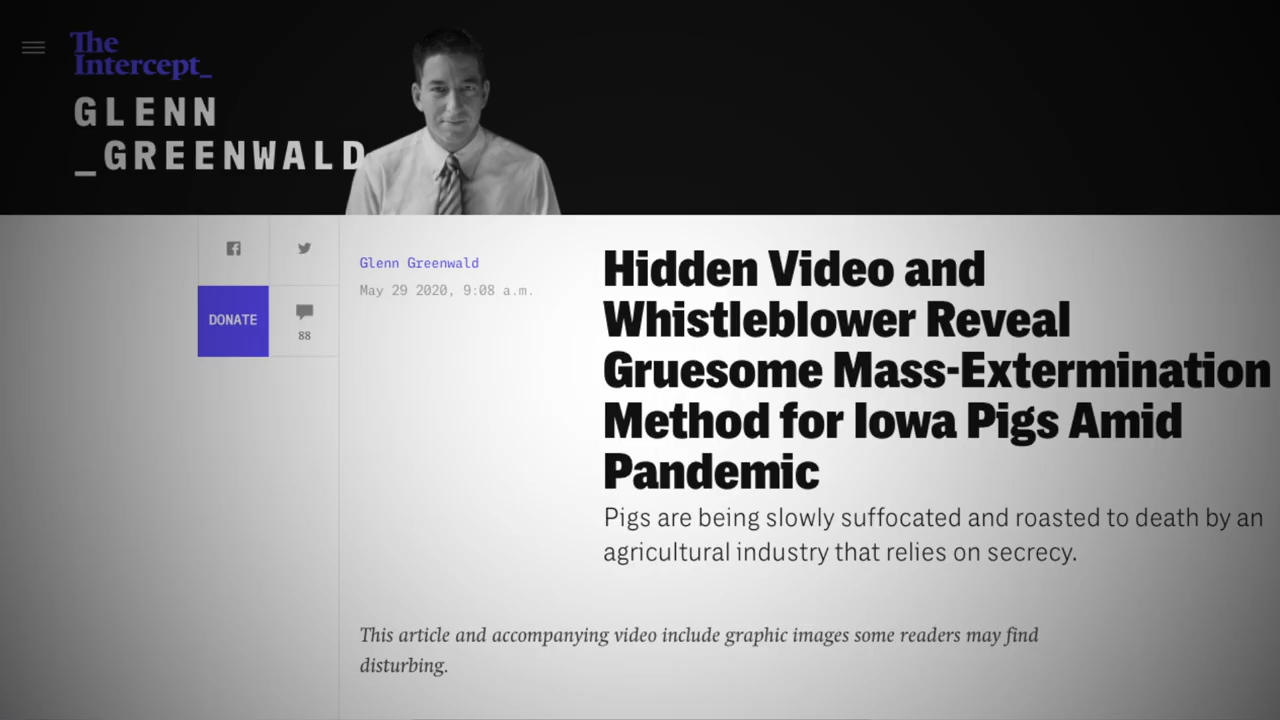 The
Intercept_
GLENN
_GREENWALD
Glenn Greenwald
May 29 2020, 9:08 a.m.
DONATE
88
Hidden Video and
Whistleblower Reveal
Gruesome Mass-Extermination
Method for Iowa Pigs Amid
Pandemic
Pigs are being slowly suffocated and roasted to death by an
agricultural industry that relies on secrecy.
This article and accompanying video include graphic images some readers may find
disturbing.